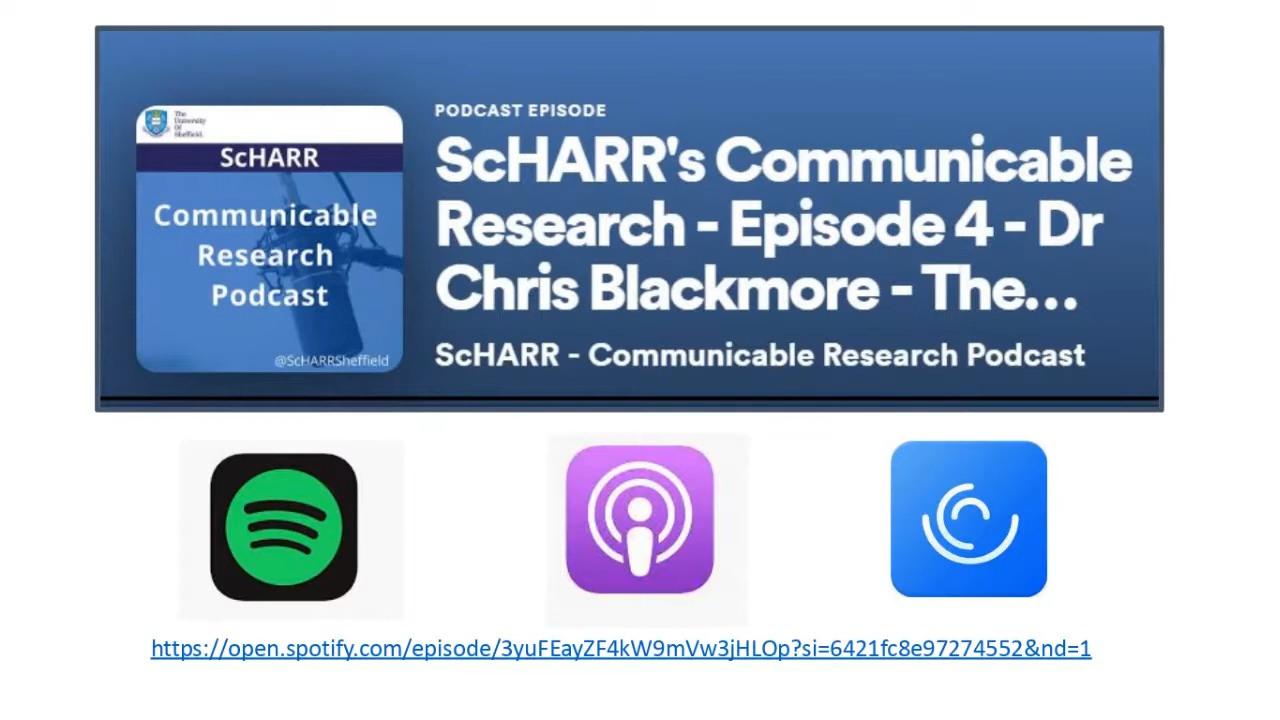 The
University
Of
Sheffield.
ScHARR
Communicable
Research
Podcast
@ScHARRSheffield
PODCAST EPISODE
ScHARR's Communicable
Research - Episode 4 - Dr
Chris Blackmore - The...
ScHARR - Communicable Research Podcast
https://open.spotify.com/episode/3yuFEayZF4kW9mVw3jHLOp?si=6421fc8e97274552&nd=1